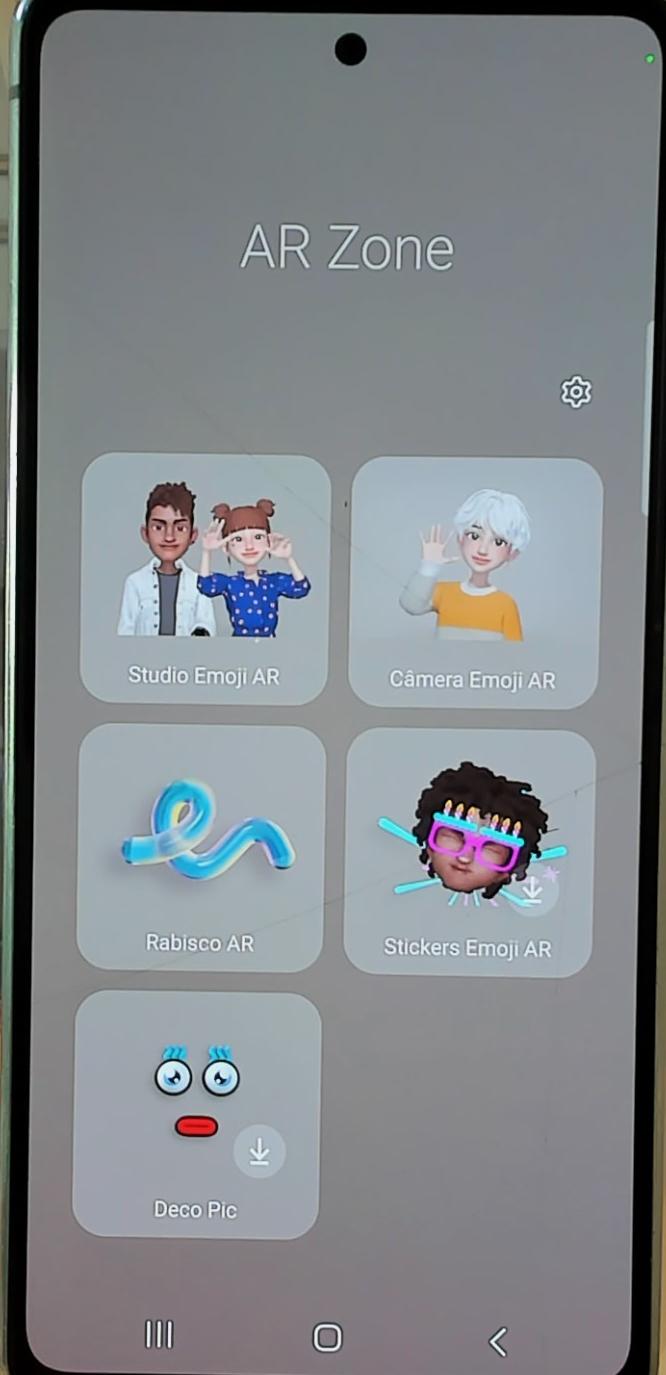 AR Zone
Studio Emoji AR
Câmera Emoji AR
Rabisco AR
Stickers Emoji AR
Deco Pic